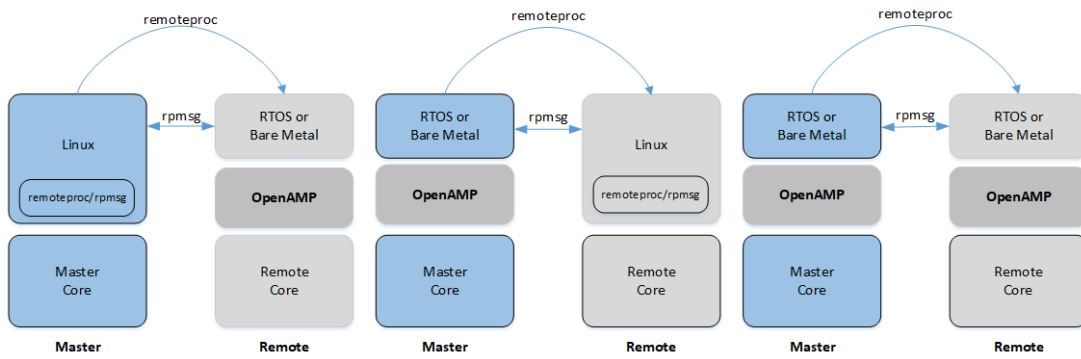 remoteproc
remoteproc
remoteproc
Linux
remoteproc/rpmsg
rpmsg
RTOS or
Bare Metal
OpenAMP
Master
Core
Remote
Core
Master
Remote
RTOS or
Bare Metal
rpmsg
Linux
remoteproc/rpmsg
OpenAMP
Master
Core
Remote
Core
Master
Remote
RTOS or
Bare Metal
rpmsg
RTOS or
Bare Metal
OpenAMP
OpenAMP
Master
Core
Remote
Core
Master
Remote